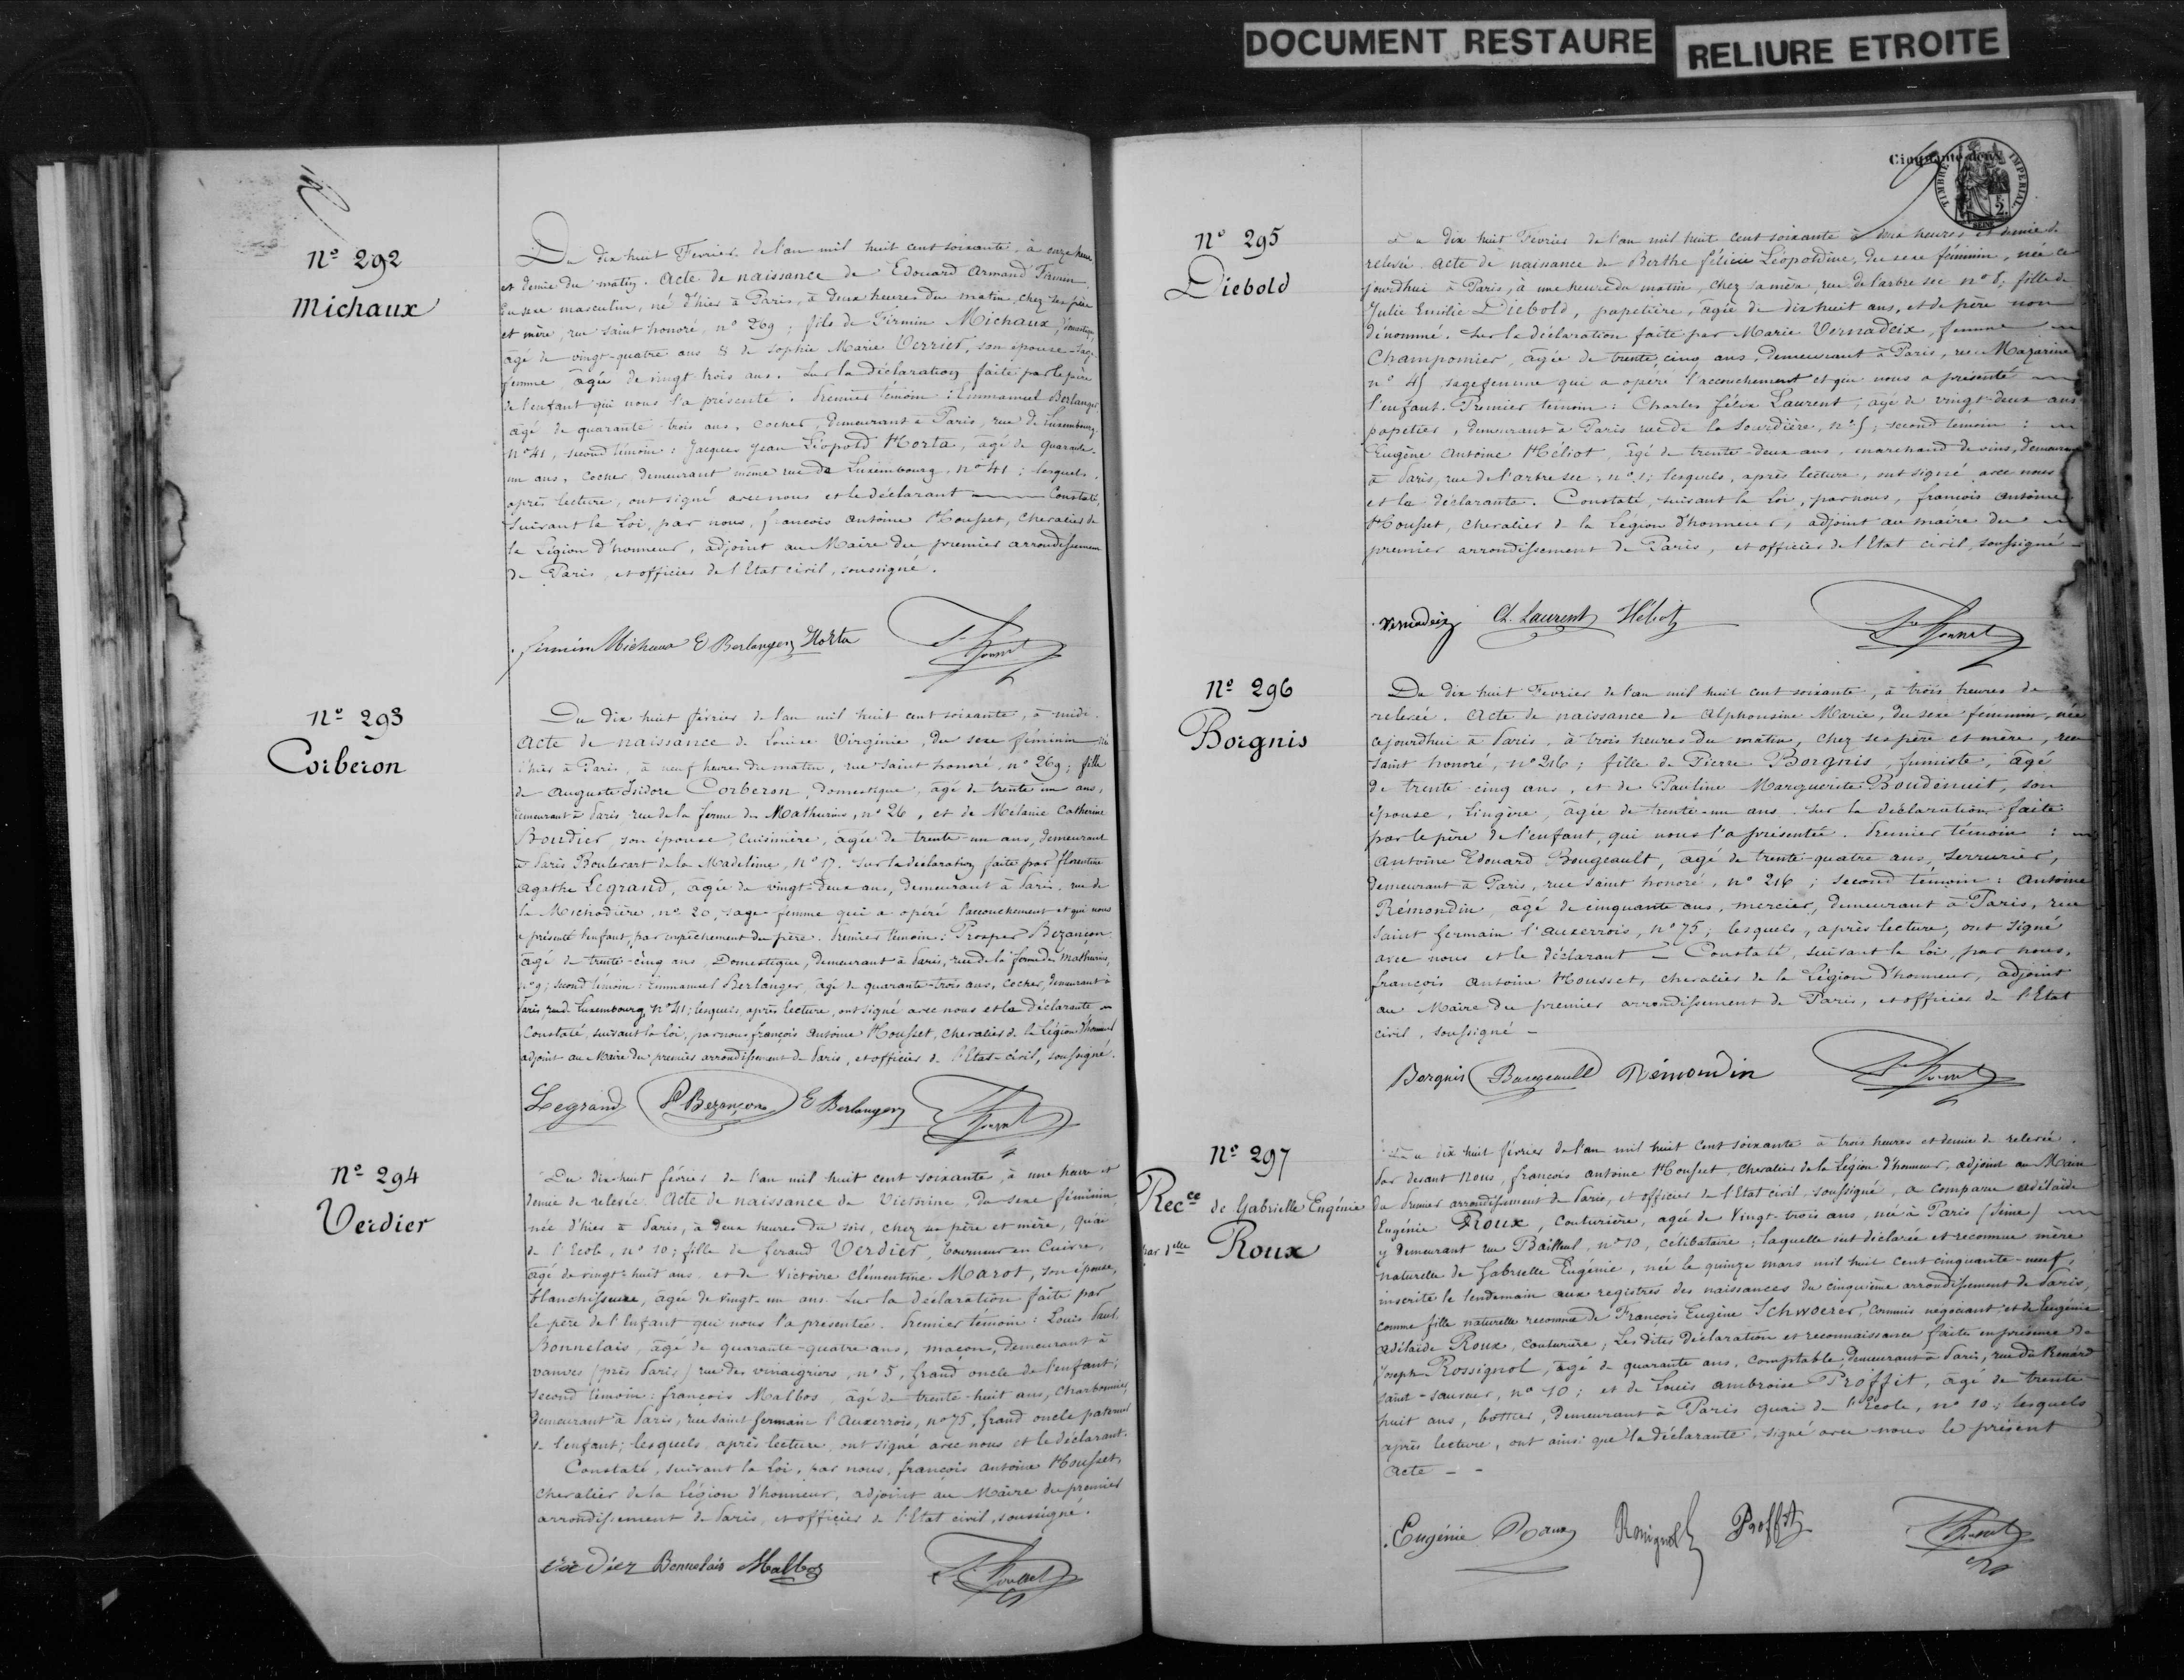 DOCUMENT RESTAURE
RELIURE ETROITE
Nº 292
Michaux
Du dix huit Fevrier de l'an mil huit cent soixante à onze heures
et demie du matin. Acte de naissance de Edouard Armand Firmin
Du sexe masculin, né d'hier à Paris, à deux heures du matin, chez ses père
et mère, rue saint honoré, nº 269; fils de Firmin Michaux, Domestique,
âgé de vingt-quatre ans & de Sophie Marie Verrier, son épouse sage-
femme, âgée de vingt trois ans. Sur la déclaration faite par le père
de l'enfant qui nous l'a présenté. Premier témoin: Emmanuel Berlanger
âgé de quarante trois ans, cocher, demeurant à Paris, rue de Luxembourg,
nº 41, second témoin: Jacques Jean Léopold Horta, âgé de quarante-
un ans, cocher demeurant même rue de Luxembourg, nº 41; lesquels,
après lecture, ont signé avec nous et le déclarant Constaté,
suivant la Loi, par nous, françois antoine Housset, chevalier de
la Légion d'honneur, adjoint au Maire du premier arrondissement
de Paris, et officier de l'Etat civil, soussigné.
firmin Michaux E Berlanger Horta
Nº 293
Corberon
Du dix huit février de l'an mil huit cent soixante, à midi.
Acte de naissance de Louise Virginie, du sexe féminin née
d'hier à Paris, à neuf heures du matin, rue saint honoré, nº 269; fille
de Auguste Isidore Corberon, Domestique, âgé de trente un ans,
demeurant à Paris rue de la ferme des Mathurins, nº 26, et de Mélanie Catherine
Boudier, son épouse, cuisinière, âgée de trente-un ans, demeurant
à Paris Boulevart de la Madeleine, Nº 17. Sur la déclaration faite par florentine
agathe Legrand, âgée de vingt-deux ans, demeurant à Paris, rue de
la Michodière, nº 20, sage-femme qui a opéré l'accouchement et qui nous
a présenté l'enfant, par empêchement du père. Premier témoin: Prosper Bezançon
âgé de trente-cinq ans Domestique, demeurant à Paris, rue de la ferme des Mathurins,
nº 9; second témoin: Emmanuel Berlanger, âgé de quarante-trois ans, cocher, demeurant à
Paris, rue de Luxembourg, nº 41; lesquels, après lecture, ont signé avec nous et la déclarante
Constaté, suivant la loi, par nous françois antoine Housset, chevalier de la Légion d'honneur
adjoint au Maire du premier arrondissement de Paris, et officier de l'Etat-civil, soussigné.
Legrand P Bezançon E Berlanger
Nº 294
Verdier
Du dix huit février de l'an mil huit cent soixante, à une heure et
demie de relevée. Acte de naissance de Victorine, du sexe féminin
née d'hier à Paris, à deux heures du soir, chez ses père et mère, quai
de l'Ecole, nº 10; fille de feraud Verdier, tourneur en Cuivre,
âgé de vingt-huit ans et de Victoire Clémentine Marot, son épouse,
blanchisseuse, âgée de vingt-un ans. Sur la déclaration faite par
le père de l'enfant qui nous l'a présentée. Premier témoin: Louis Paul
Bonnelais, âgé de quarante-quatre ans, maçon, demeurant à
vanves (près Paris) rue des vinaigriers, nº 5, grand oncle de l'enfant;
second témoin: françois Malbos, âgé de trente-huit ans, Charbonnier,
demeurant à Paris, rue saint germain l'Auxerrois, nº 75, grand oncle paternel
de l'enfant; lesquels, après lecture, ont signé avec nous et le déclarant.
Constaté, suivant la Loi, par nous, françois antoine Housset,
chevalier de la Légion d'honneur, adjoint au Maire du premier
arrondissement de Paris, et officier de l'Etat civil, soussigné.
verdier Bonnelais Malbos
Cinquante-deux
TIMBRE IMPERIAL
2
Nº 295
Diebold
Du dix huit Fevrier de l'an mil huit cent soixante à deux heures et demie de
relevée. Acte de naissance de Berthe félicie Léopoldine, du sexe féminin, née ce
jourdhui à Paris, à une heure du matin, chez sa mère, rue de l'arbre sec nº 8, fille de
Julie Emilie Diebold, papetière, âgée de dix huit ans, et de père non
dénommé. Sur la déclaration faite par Marie Vernadeix, femme
Champomier, âgée de trente cinq ans, demeurant à Paris, rue Mazarine
nº 45 sagefemme qui a opéré l'accouchement et qui nous a présenté
l'enfant. Premier témoin: Charles félix Laurent, âgé de vingt-deux ans
papetier, demeurant à Paris rue de la Sourdière, nº 5; second témoin:
Eugène Antoine Héliot, âgé de trente-deux ans, marchand de vins, demeurant
à Paris, rue de l'arbre sec, nº 1; lesquels, après lecture, ont signé avec nous
et la déclarante. Constaté, suivant la Loi, par nous, françois Antoine
Housset, chevalier de la Légion d'honneur, adjoint au maire du
premier arrondissement de Paris, et officier de l'Etat civil, soussigné
Vernadeix Ch. Laurent Héliot
Nº 296
Borgnis
Du dix huit Fevrier de l'an mil huit cent soixante, à trois heures de
relevée. Acte de naissance de Alphonsine Marie, du sexe féminin, née
cejourdhui à Paris, à trois heures du matin, chez ses père et mère, rue
saint honoré, nº 216; fille de Pierre Borgnis, fumiste, âgé
de trente cinq ans, et de Pauline Marguerite Boudenuit, son
épouse, Lingère, âgée de trente-un ans. Sur la déclaration faite
par le père de l'enfant, qui nous l'a présentée. Premier témoin:
Antoine Edouard Bougeault, âgé de trente-quatre ans, serrurier,
demeurant à Paris, rue saint honoré, nº 216; second témoin: Antoine
Rémondin, âgé de cinquante ans, mercier, demeurant à Paris, rue
saint germain l'auxerrois, nº 75; lesquels, après lecture, ont signé
avec nous et le déclarant – Constaté, suivant la Loi, par nous,
françois antoine Housset, chevalier de la Légion d'honneur, adjoint
au Maire du premier arrondissement de Paris, et officier de l'Etat
civil, soussigné –
Borgnis Bougeault Rémondin
Nº 297
Recce de Gabrielle Eugénie
par dlle Roux
Du dix huit février de l'an mil huit cent soixante à trois heures et demie de relevée.
Par devant nous, françois antoine Housset, chevalier de la Légion d'honneur, adjoint au Maire
du Premier arrondissement de Paris, et officier de l'Etat civil soussigné, a comparu adélaïde
Eugénie Roux, couturière, agée de Vingt-trois ans, née à Paris (Seine)
y demeurant rue Bailleul, nº 10, célibataire; laquelle s'est déclarée et reconnue mère
naturelle de Gabrielle Eugénie, née le quinze mars mil huit cent cinquante-neuf,
inscrite le lendemain aux registres des naissances du cinquième arrondissement de Paris,
comme fille naturelle reconnue de François Eugène Schwoerer, commis négociant et de Eugénie
adélaïde Roux, couturière; Les dites déclaration et reconnaissance faites en présence de
Joseph Rossignol, âgé de quarante ans, comptable, demeurant à Paris, rue du Renard
saint-sauveur, nº 10; et de Louis ambroise Proffit, âgé de trente-
huit ans, bottier, demeurant à Paris quai de l'Ecole, nº 10; lesquels
après lecture, ont ainsi que la déclarante signé avec nous le présent
Acte – –
Eugénie Roux Rossignol Proffit